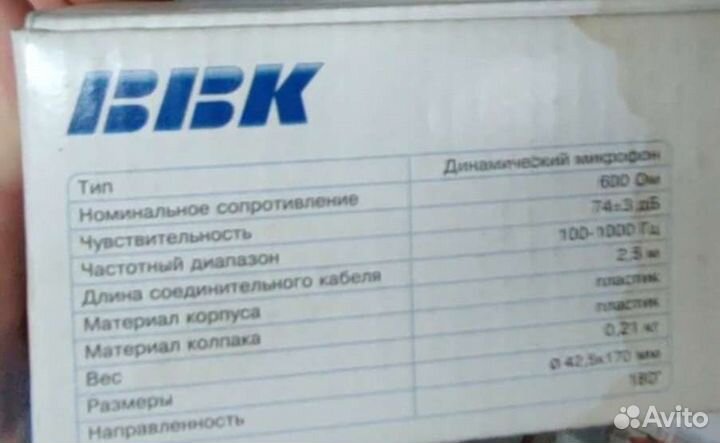 BBK
Тип Динамический микрофон
Номинальное сопротивление 600 Ом
Чувствительность 74±3 дБ
Частотный диапазон 100-1000 Гц
Длина соединительного кабеля 2,5 м
Материал корпуса пластик
Материал колпака пластик
Вес 0,21 кг
Размеры Ø 42,5x170 мм
Направленность 180°
Avito